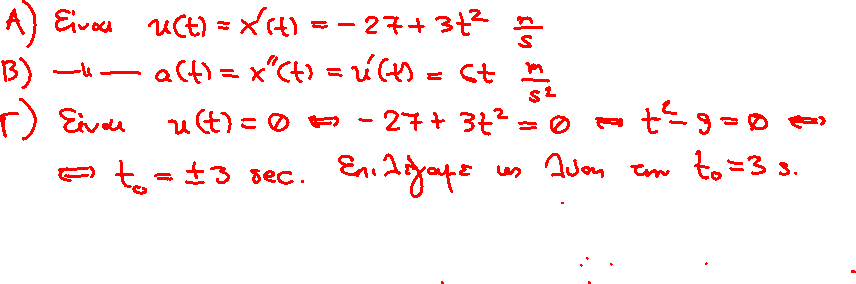 Α) Είναι u(t) = x'(t) = -27 + 3t² m/s
Β) —〃— a(t) = x''(t) = u'(t) = 6t m/s²
Γ) Είναι u(t) = 0 ⇔ -27 + 3t² = 0 ⇔ t² - 9 = 0 ⇔
⇔ t₀ = ±3 sec. Επιλέγουμε ως λύση την t₀ = 3 s.